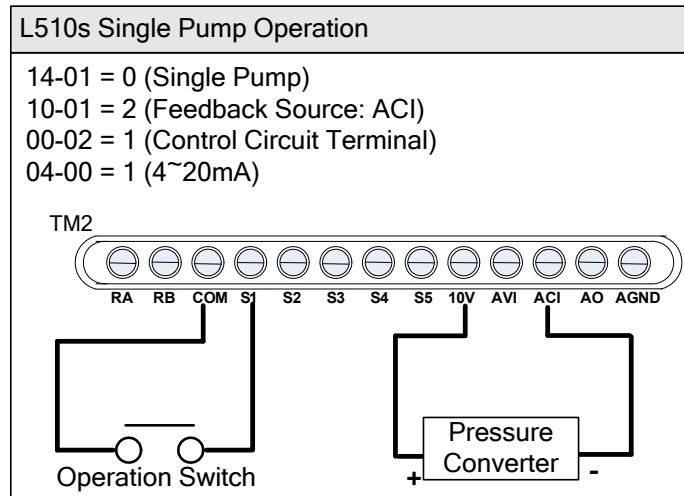 L510s Single Pump Operation
14-01 = 0 (Single Pump)
10-01 = 2 (Feedback Source: ACI)
00-02 = 1 (Control Circuit Terminal)
04-00 = 1 (4~20mA)
TM2
RA RB COM S1 S2 S3 S4 S5 10V AVI ACI AO AGND
Operation Switch
Pressure
Converter
+ -